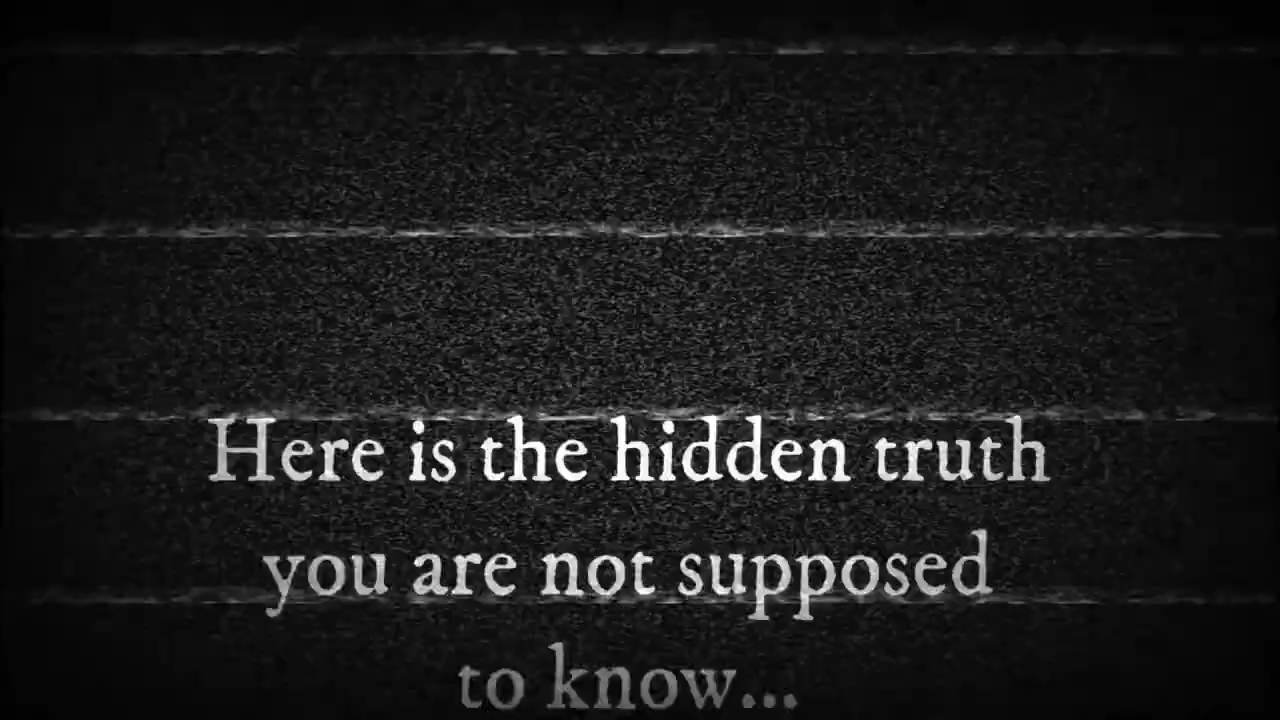 Here is the hidden truth
you are not supposed
to know...